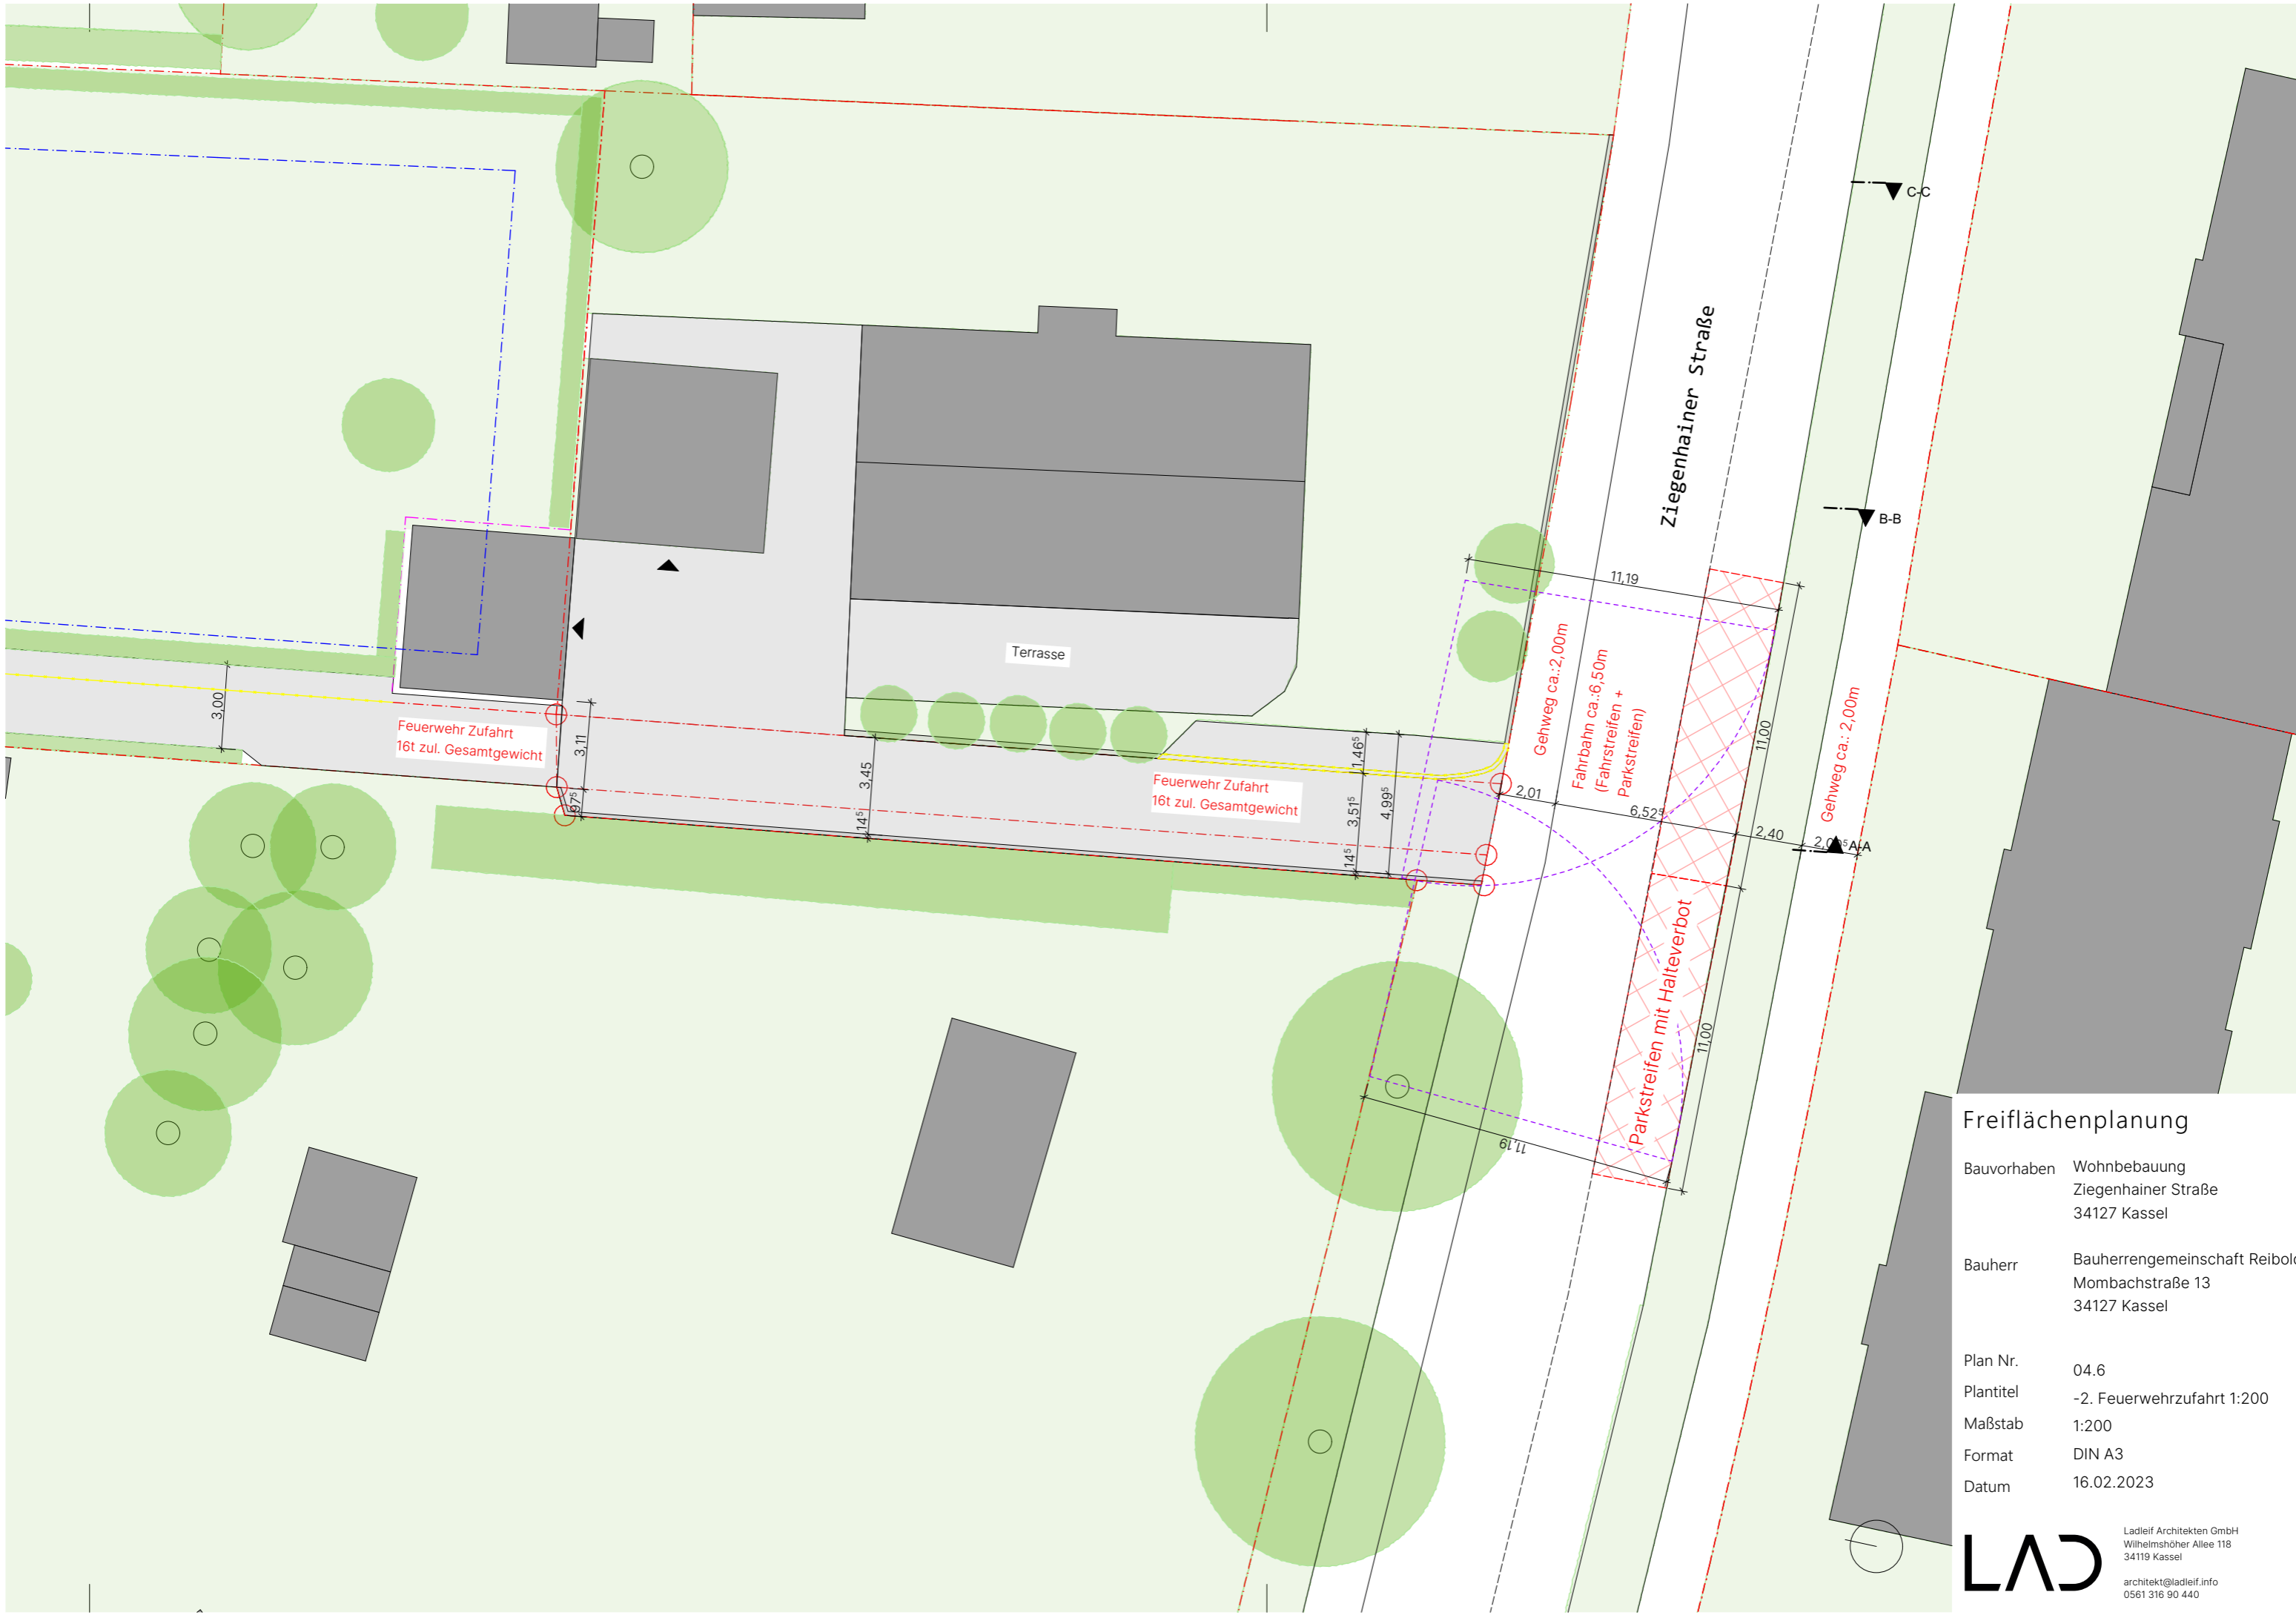 C-C
B-B
Ziegenhainer Straße
11,19
Terrasse
Gehweg ca.:2,00m
Fahrbahn ca.:6,50m
(Fahrstreifen +
Parkstreifen)
11,00
Gehweg ca.: 2,00m
3,00
Feuerwehr Zufahrt
16t zul. Gesamtgewicht
3,11
97⁵
3,45
14⁵
Feuerwehr Zufahrt
16t zul. Gesamtgewicht
1,46⁵
3,51⁵
4,99⁵
14⁵
2,01
6,52⁵
2,40
A-A
Parkstreifen mit Halteverbot
11,00
11,19
Freiflächenplanung
Bauvorhaben Wohnbebauung
Ziegenhainer Straße
34127 Kassel
Bauherr Bauherrengemeinschaft
Mombachstraße 13
34127 Kassel
Plan Nr. 04.6
Plantitel -2. Feuerwehrzufahrt 1:200
Maßstab 1:200
Format DIN A3
Datum 16.02.2023
LAD
Ladleif Architekten GmbH
Wilhelmshöher Allee 118
34119 Kassel
architekt@ladleif.info
0561 316 90 440